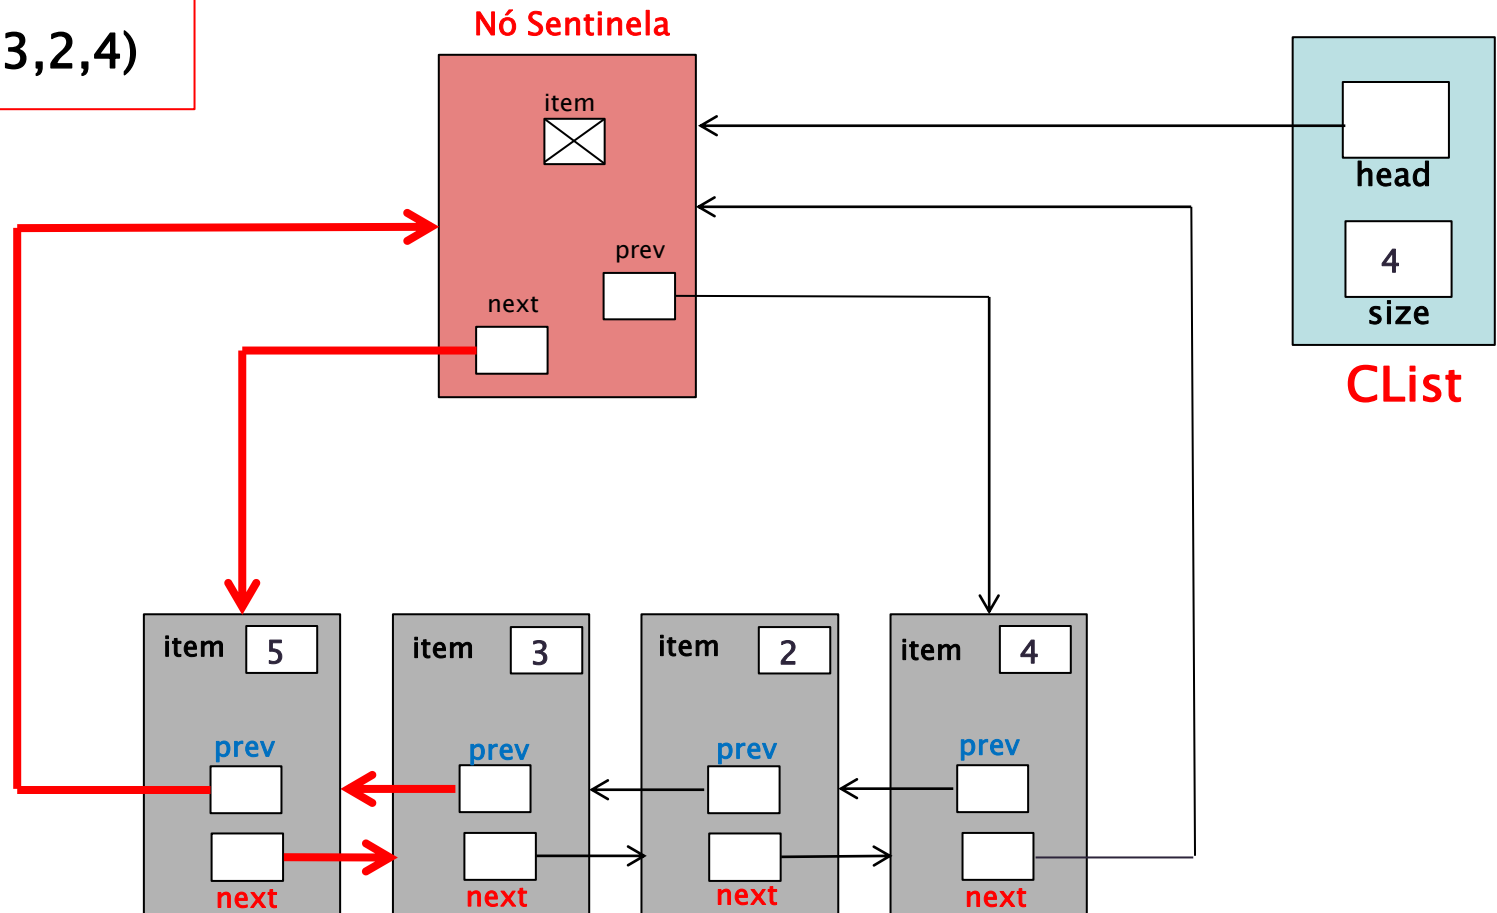 3,2,4)
Nó Sentinela
item
prev
next
head
4
size
CList
item 5
prev
next
item 3
prev
next
item 2
prev
next
item 4
prev
next